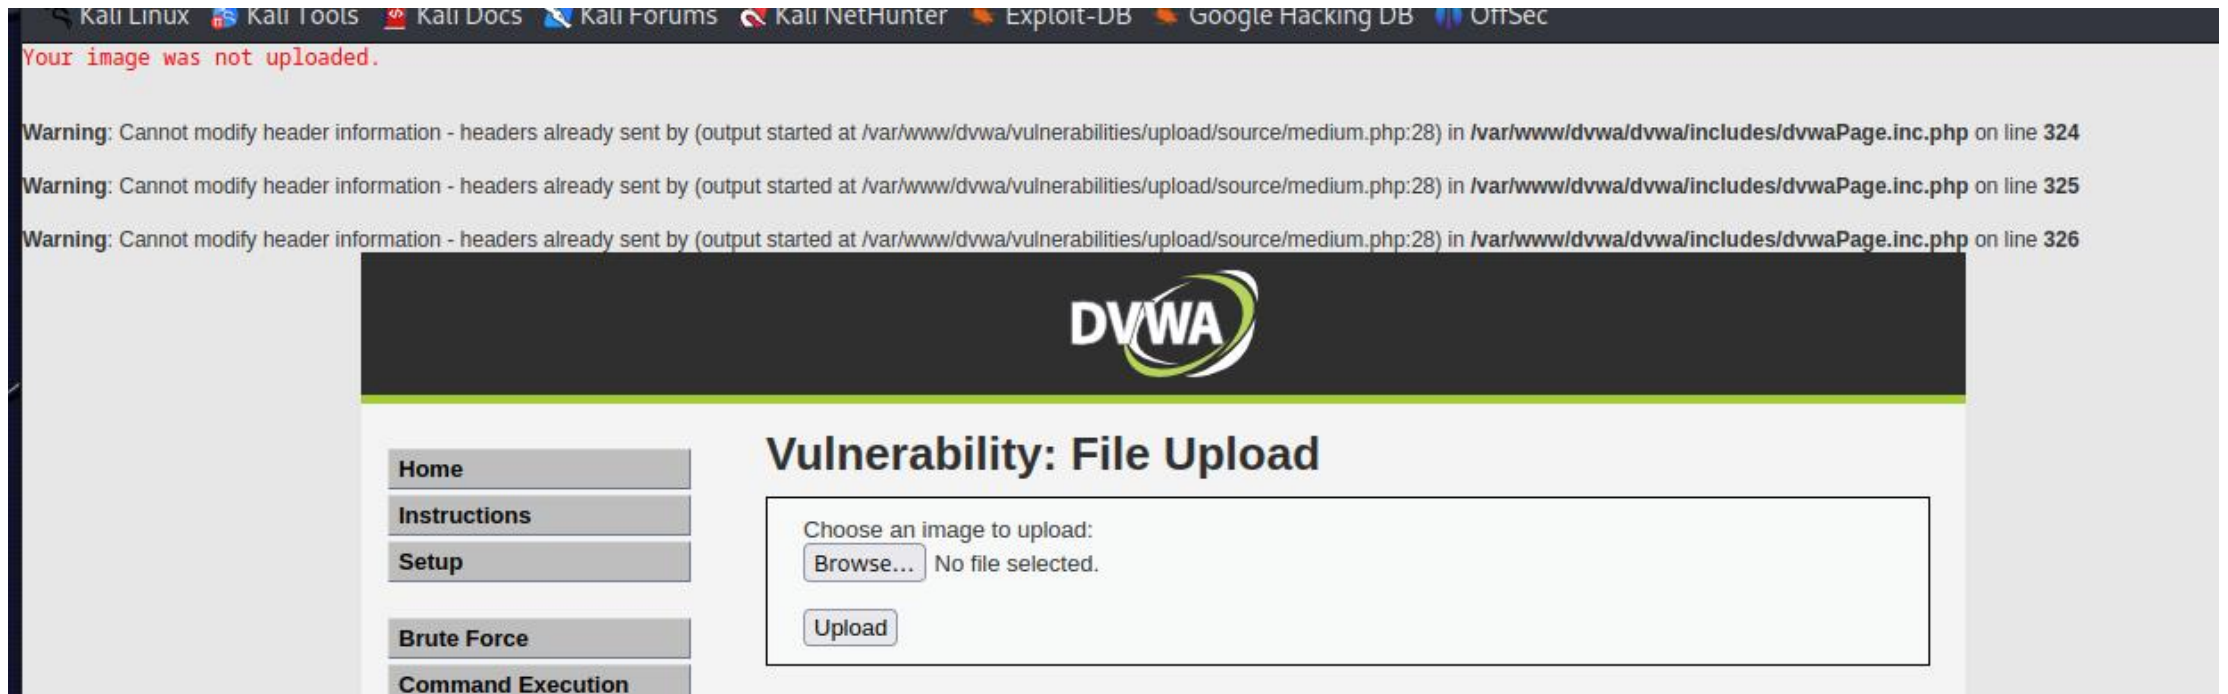 Kali Linux Kali Tools Kali Docs Kali Forums Kali NetHunter Exploit-DB Google Hacking DB OffSec
Your image was not uploaded.
Warning: Cannot modify header information - headers already sent by (output started at /var/www/dvwa/vulnerabilities/upload/source/medium.php:28) in /var/www/dvwa/dvwa/includes/dvwaPage.inc.php on line 324
Warning: Cannot modify header information - headers already sent by (output started at /var/www/dvwa/vulnerabilities/upload/source/medium.php:28) in /var/www/dvwa/dvwa/includes/dvwaPage.inc.php on line 325
Warning: Cannot modify header information - headers already sent by (output started at /var/www/dvwa/vulnerabilities/upload/source/medium.php:28) in /var/www/dvwa/dvwa/includes/dvwaPage.inc.php on line 326
DVWA
Home
Instructions
Setup
Brute Force
Command Execution
Vulnerability: File Upload
Choose an image to upload:
Browse... No file selected.
Upload